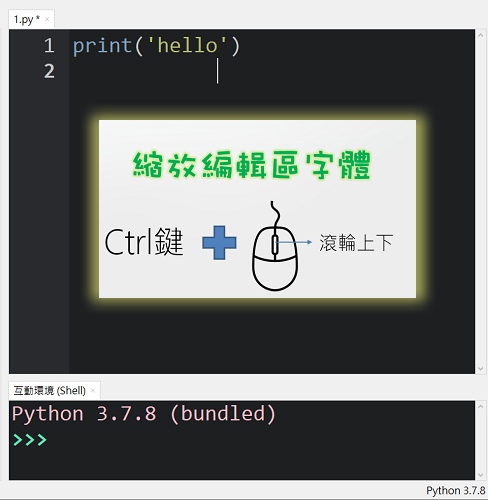 1.py *
1 print('hello')
2
縮放編輯區字體
Ctrl鍵
滾輪上下
互動環境 (Shell)
Python 3.7.8 (bundled)
>>>
Python 3.7.8